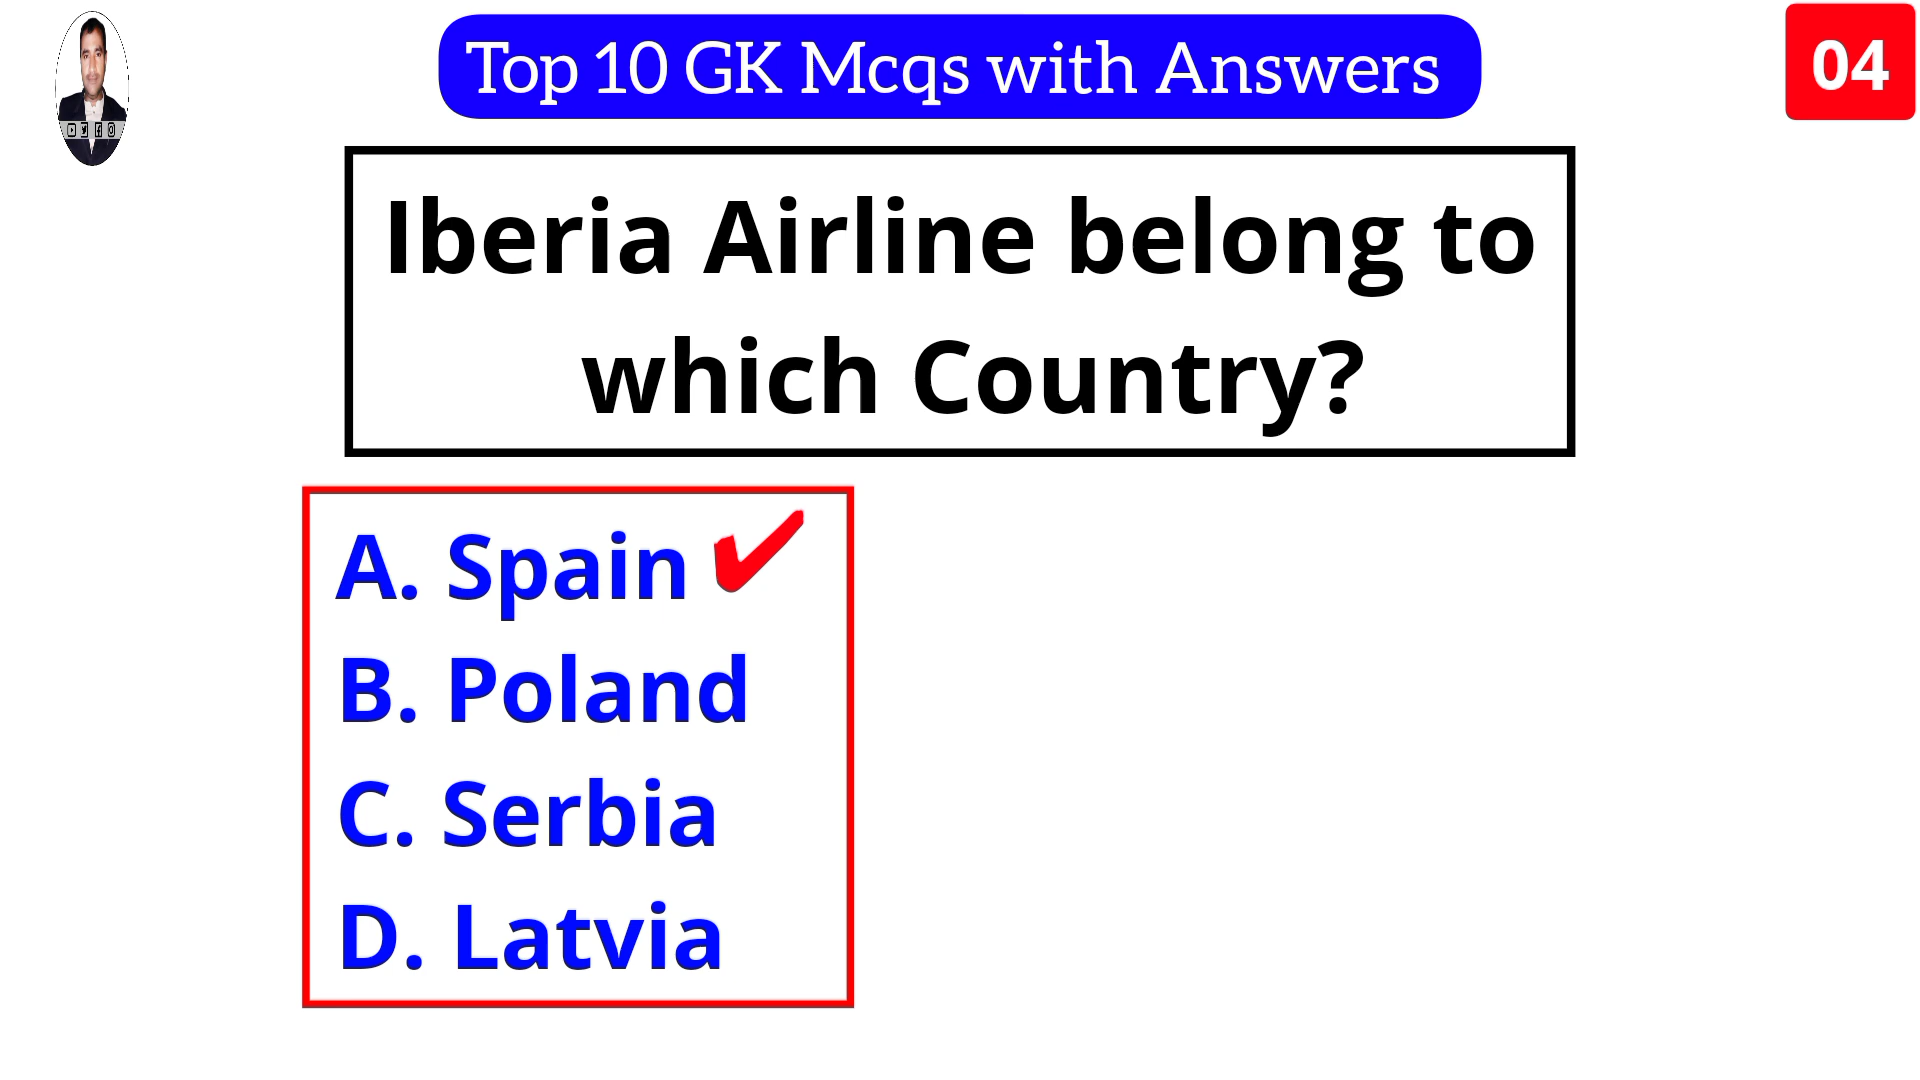 Top 10 GK Mcqs with Answers
04
Iberia Airline belong to
which Country?
A. Spain
B. Poland
C. Serbia
D. Latvia